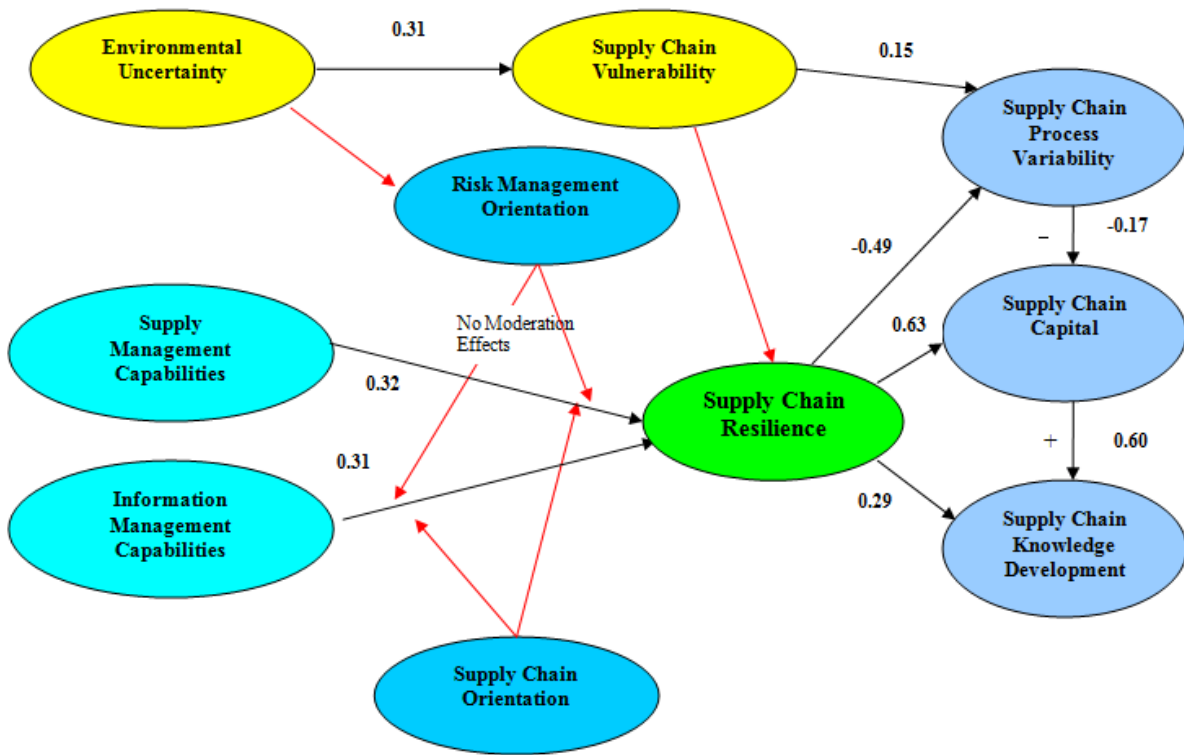 Environmental
Uncertainty
0.31
Supply Chain
Vulnerability
0.15
Supply Chain
Process
Variability
Risk Management
Orientation
-0.49
–
-0.17
No Moderation
Effects
Supply
Management
Capabilities
0.32
Supply Chain
Resilience
0.63
Supply Chain
Capital
+
0.60
Information
Management
Capabilities
0.31
0.29
Supply Chain
Knowledge
Development
Supply Chain
Orientation